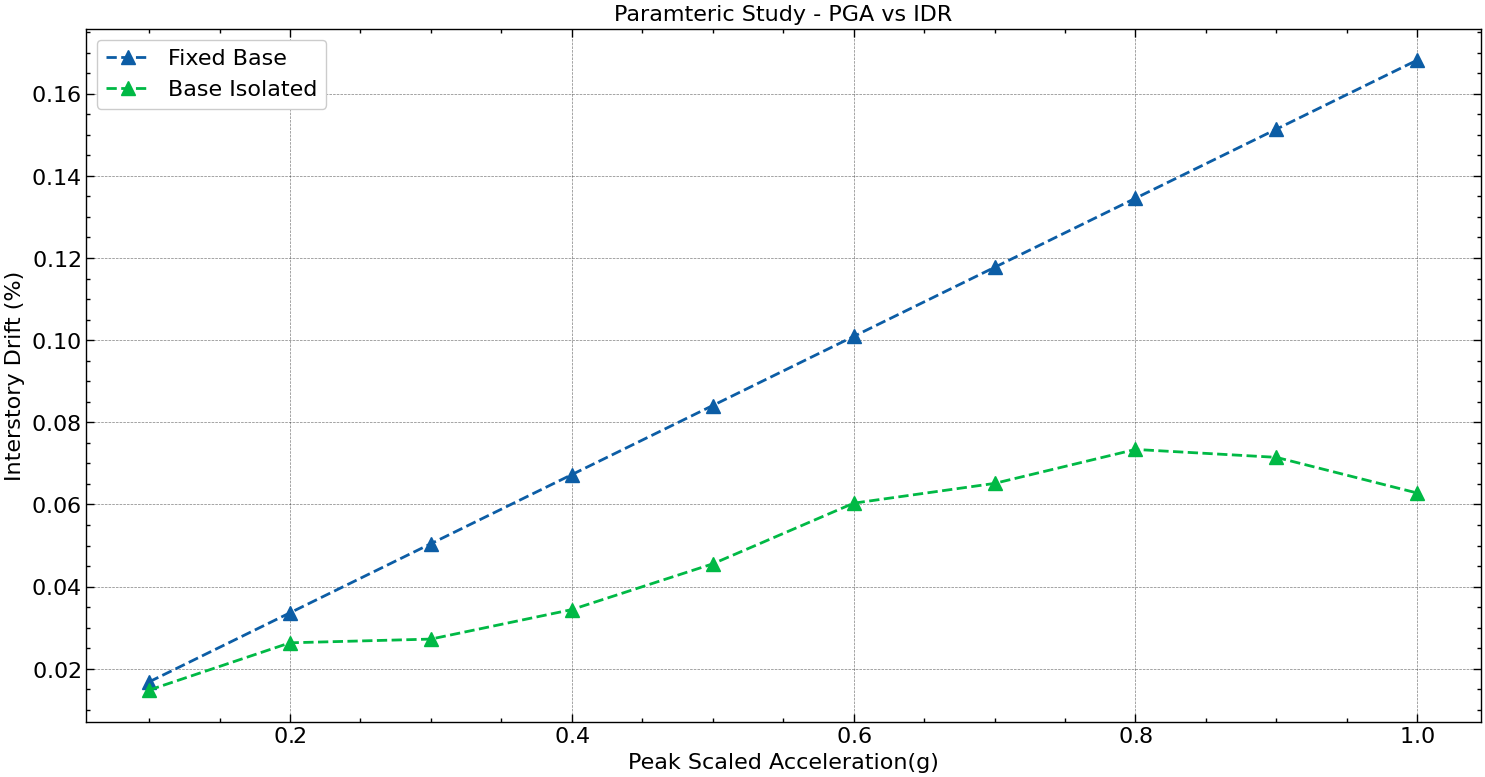 Paramteric Study - PGA vs IDR
Fixed Base
Base Isolated
Interstory Drift (%)
0.16
0.14
0.12
0.10
0.08
0.06
0.04
0.02
0.2 0.4 0.6 0.8 1.0
Peak Scaled Acceleration(g)